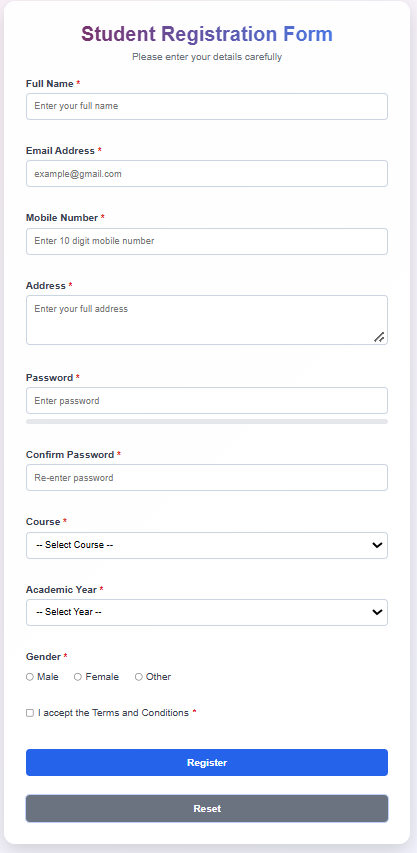 Student Registration Form
Please enter your details carefully
Full Name *
Enter your full name
Email Address *
example@gmail.com
Mobile Number *
Enter 10 digit mobile number
Address *
Enter your full address
Password *
Enter password
Confirm Password *
Re-enter password
Course *
-- Select Course --
Academic Year *
-- Select Year --
Gender *
Male Female Other
I accept the Terms and Conditions *
Register
Reset